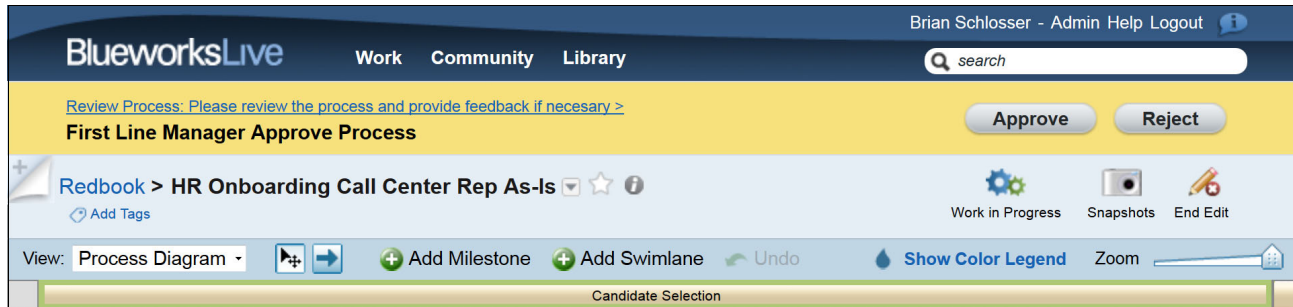 Brian Schlosser - Admin Help Logout
BlueworksLive Work Community Library search
Review Process: Please review the process and provide feedback if necesary >
First Line Manager Approve Process
Approve Reject
Redbook > HR Onboarding Call Center Rep As-Is
Add Tags
Work in Progress Snapshots End Edit
View: Process Diagram Add Milestone Add Swimlane Undo Show Color Legend Zoom
Candidate Selection